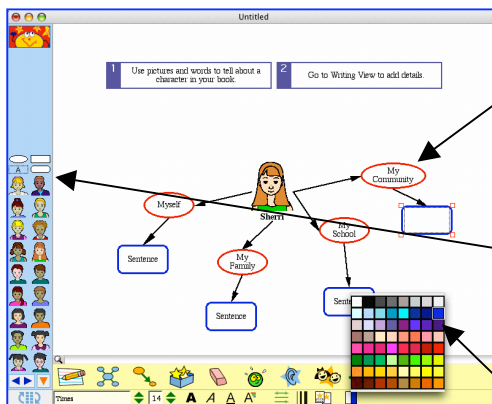 Untitled
1
Use pictures and words to tell about a
character in your book.
2
Go to Writing View to add details.
A
My
Community
Myself
Sherri
My
School
Sentence
My
Family
Sentence
Times
14
A A A A